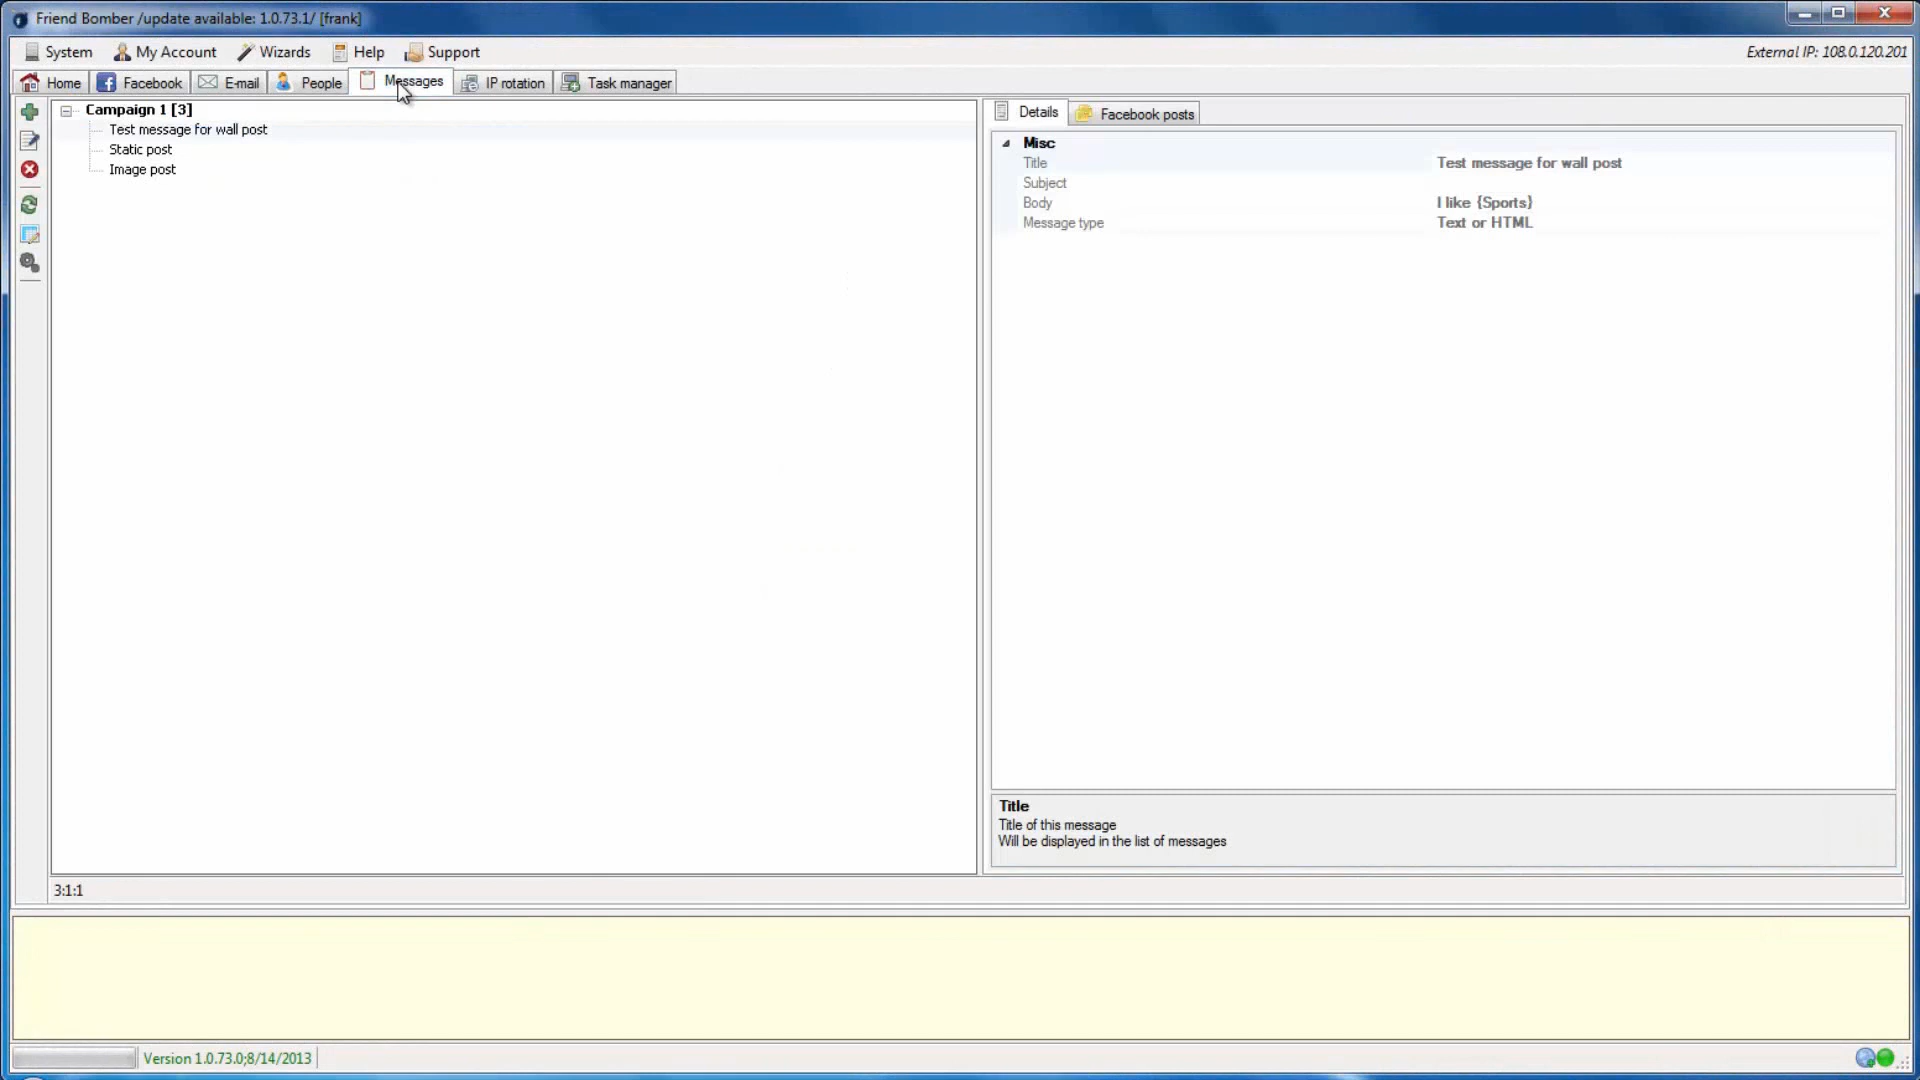 Friend Bomber /update available: 1.0.73.1/ [frank]
System My Account Wizards Help Support External IP: 108.0.120.201
Home Facebook E-mail People Messages IP rotation Task manager
Campaign 1 [3]
Test message for wall post
Static post
Image post
Details Facebook posts
Misc
Title Test message for wall post
Subject
Body I like {Sports}
Message type Text or HTML
Title
Title of this message
Will be displayed in the list of messages
3:1:1
Version 1.0.73.0;8/14/2013